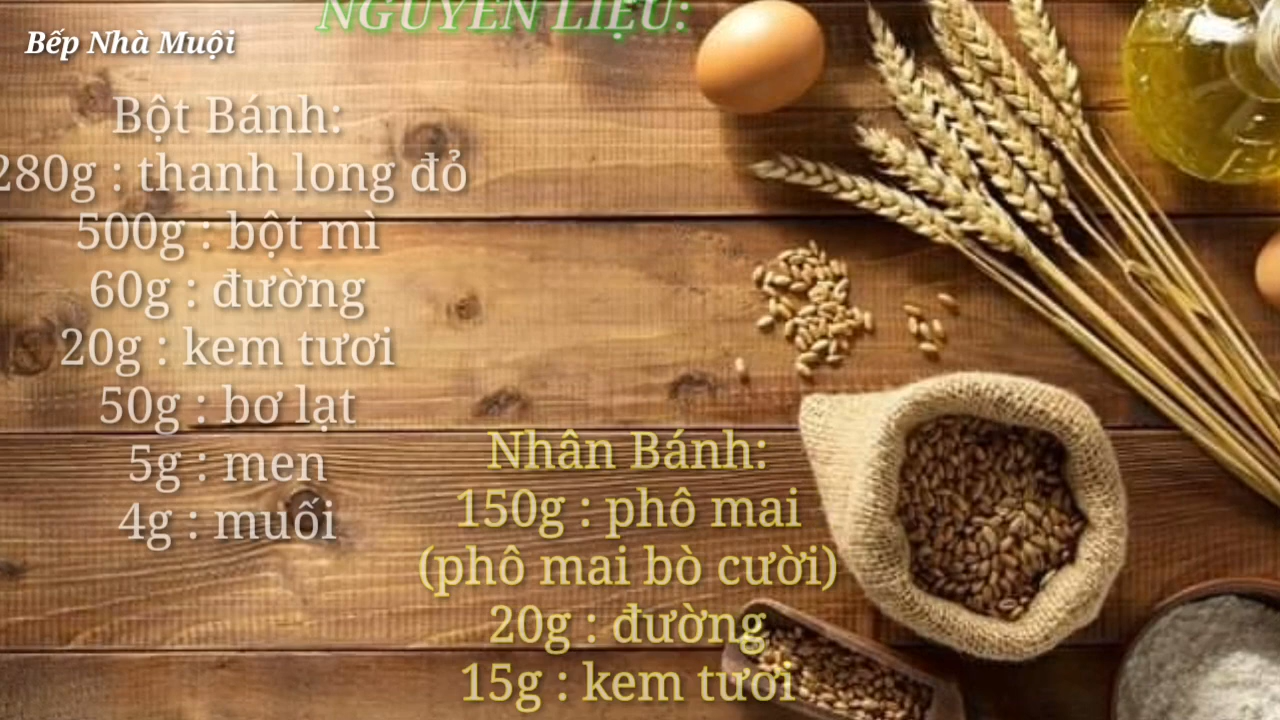 NGUYÊN LIỆU:
Bếp Nhà Muội
Bột Bánh:
280g : thanh long đỏ
500g : bột mì
60g : đường
20g : kem tươi
50g : bơ lạt
5g : men
4g : muối
Nhân Bánh:
150g : phô mai
(phô mai bò cười)
20g : đường
15g : kem tươi